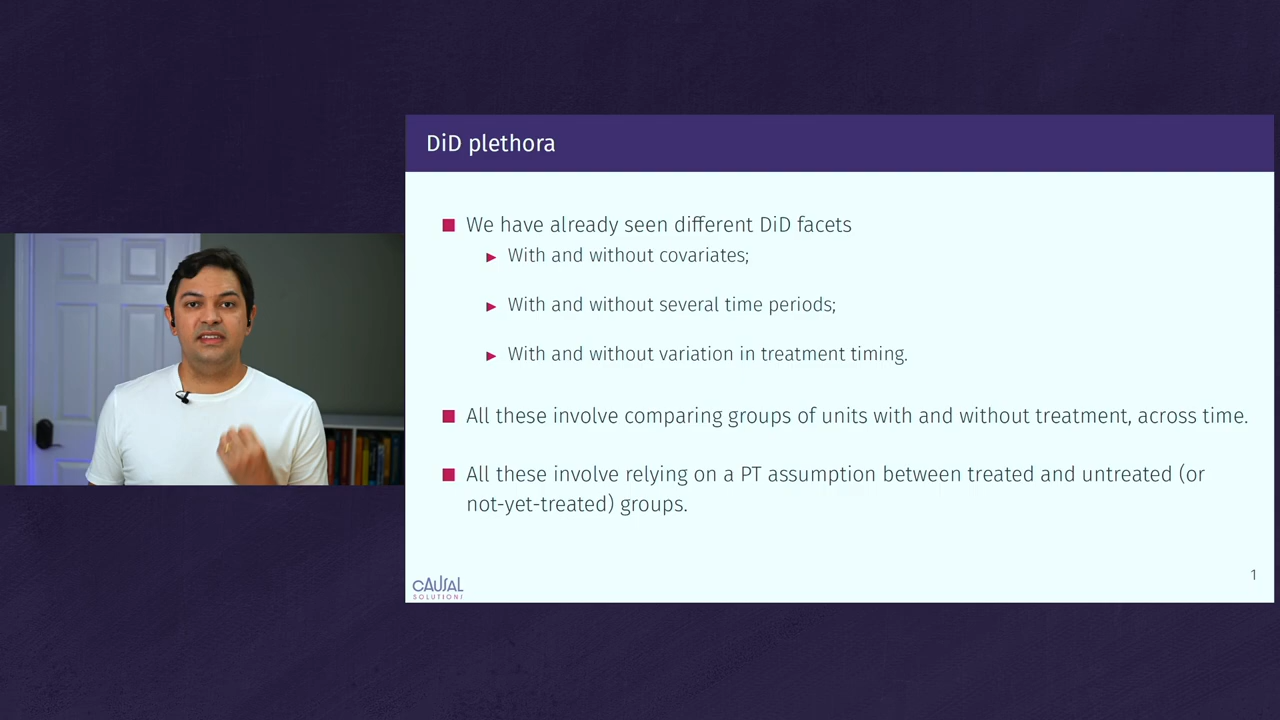 DiD plethora
We have already seen different DiD facets
With and without covariates;
With and without several time periods;
With and without variation in treatment timing.
All these involve comparing groups of units with and without treatment, across time.
All these involve relying on a PT assumption between treated and untreated (or
not-yet-treated) groups.
CAUSAL
SOLUTIONS
1